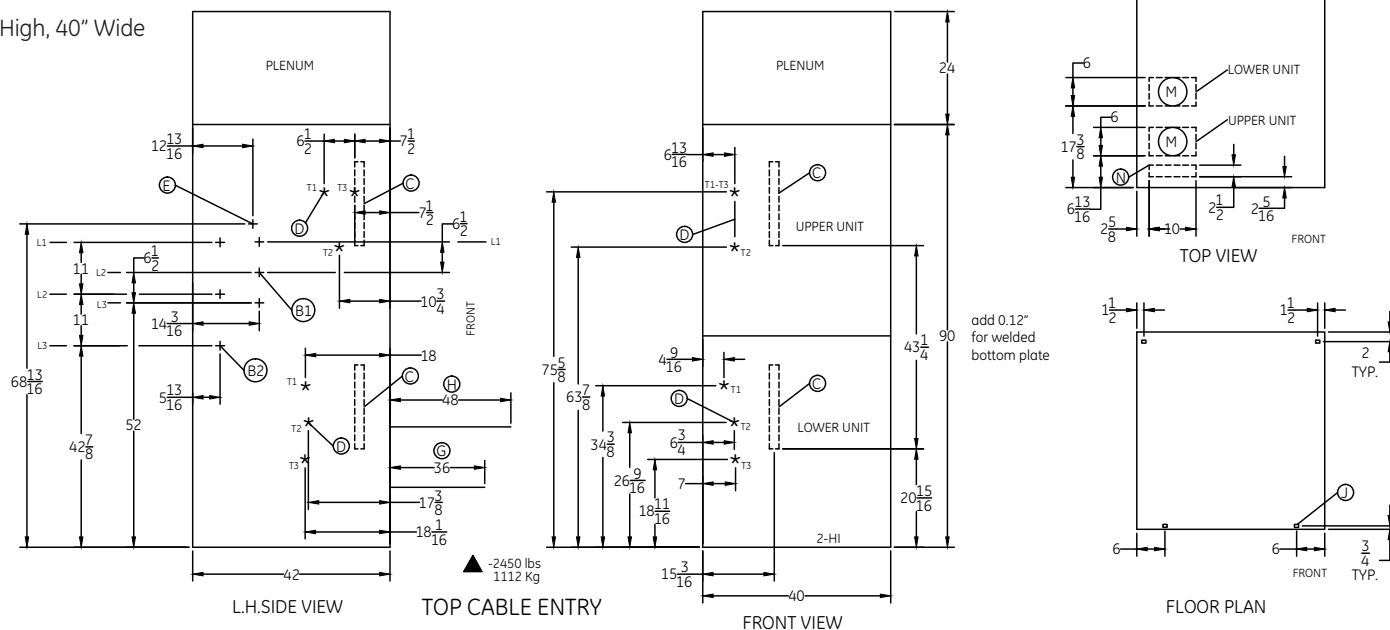 High, 40” Wide
PLENUM
12 13/16
6 1/2
7 1/2
E
T1
T3
C
D
7 1/2
6 1/2
L1
L1
T2
11
6 1/2
L2
L2
L3
B1
10 3/4
FRONT
11
14 3/16
L3
B2
5 13/16
68 13/16
52
42 7/8
18
T1
C
H
48
T2
D
G
36
T3
17 3/8
18 1/16
42
-2450 lbs
1112 Kg
L.H.SIDE VIEW
TOP CABLE ENTRY
PLENUM
24
6 13/16
C
T1-T3
D
UPPER UNIT
T2
75 5/8
63 7/8
43 1/4
90
add 0.12”
for welded
bottom plate
4 9/16
T1
C
D
T2
LOWER UNIT
34 3/8
6 3/4
T3
26 9/16
7
18 11/16
20 15/16
2-HI
15 3/16
40
FRONT VIEW
6
LOWER UNIT
M
6
UPPER UNIT
17 3/8
M
N
6 13/16
2 1/2
2 5/16
2 5/8
10
FRONT
TOP VIEW
1 1/2
1 1/2
2
TYP.
J
6
6
3/4
TYP.
FRONT
FLOOR PLAN